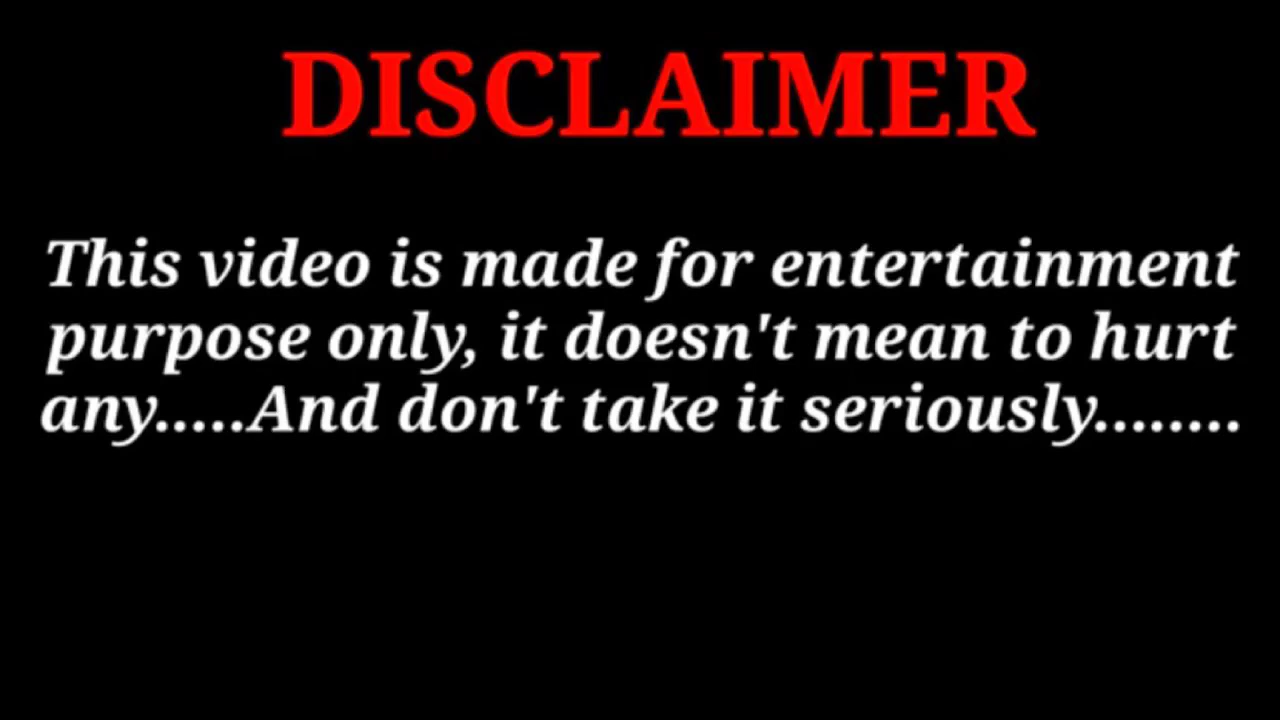 DISCLAIMER
This video is made for entertainment
purpose only, it doesn't mean to hurt
any.....And don't take it seriously........